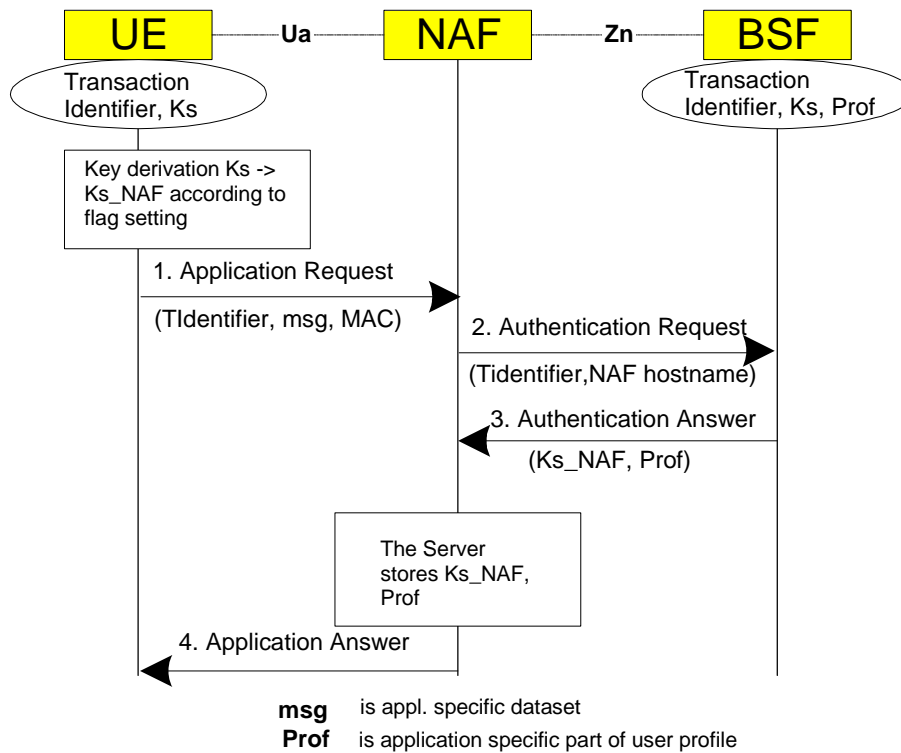 UE Ua NAF Zn BSF
Transaction
Identifier, Ks
Transaction
Identifier, Ks, Prof
Key derivation Ks ->
Ks_NAF according to
flag setting
1. Application Request
(TIdentifier, msg, MAC)
2. Authentication Request
(Tidentifier,NAF hostname)
3. Authentication Answer
(Ks_NAF, Prof)
The Server
stores Ks_NAF,
Prof
4. Application Answer
msg is appl. specific dataset
Prof is application specific part of user profile